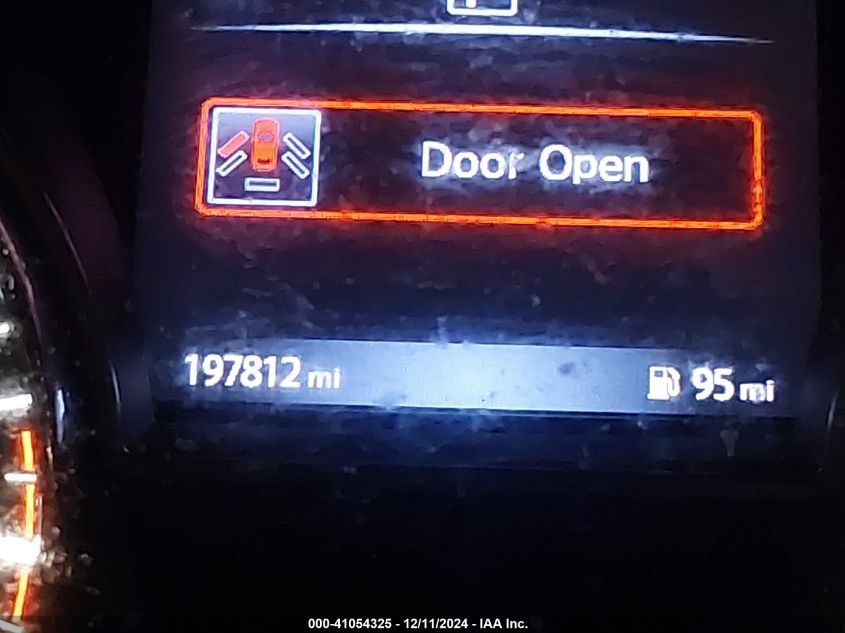 Door Open
197812 mi
95 mi
000-41054325 - 12/11/2024 - IAA Inc.